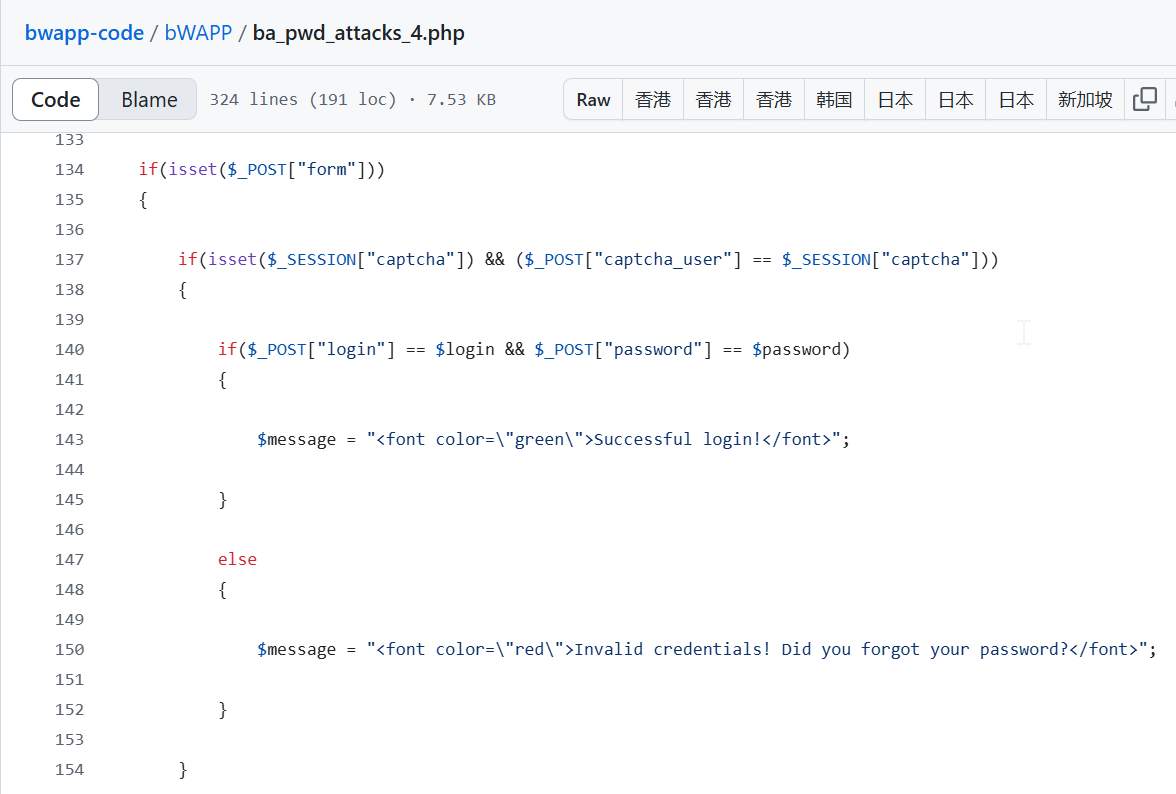 bwapp-code / bWAPP / ba_pwd_attacks_4.php
Code Blame 324 lines (191 loc) · 7.53 KB Raw 香港 香港 香港 韩国 日本 日本 日本 新加坡
133
134 if(isset($_POST["form"]))
135 {
136
137 if(isset($_SESSION["captcha"]) && ($_POST["captcha_user"] == $_SESSION["captcha"]))
138 {
139
140 if($_POST["login"] == $login && $_POST["password"] == $password)
141 {
142
143 $message = "<font color=\"green\">Successful login!</font>";
144
145 }
146
147 else
148 {
149
150 $message = "<font color=\"red\">Invalid credentials! Did you forgot your password?</font>";
151
152 }
153
154 }